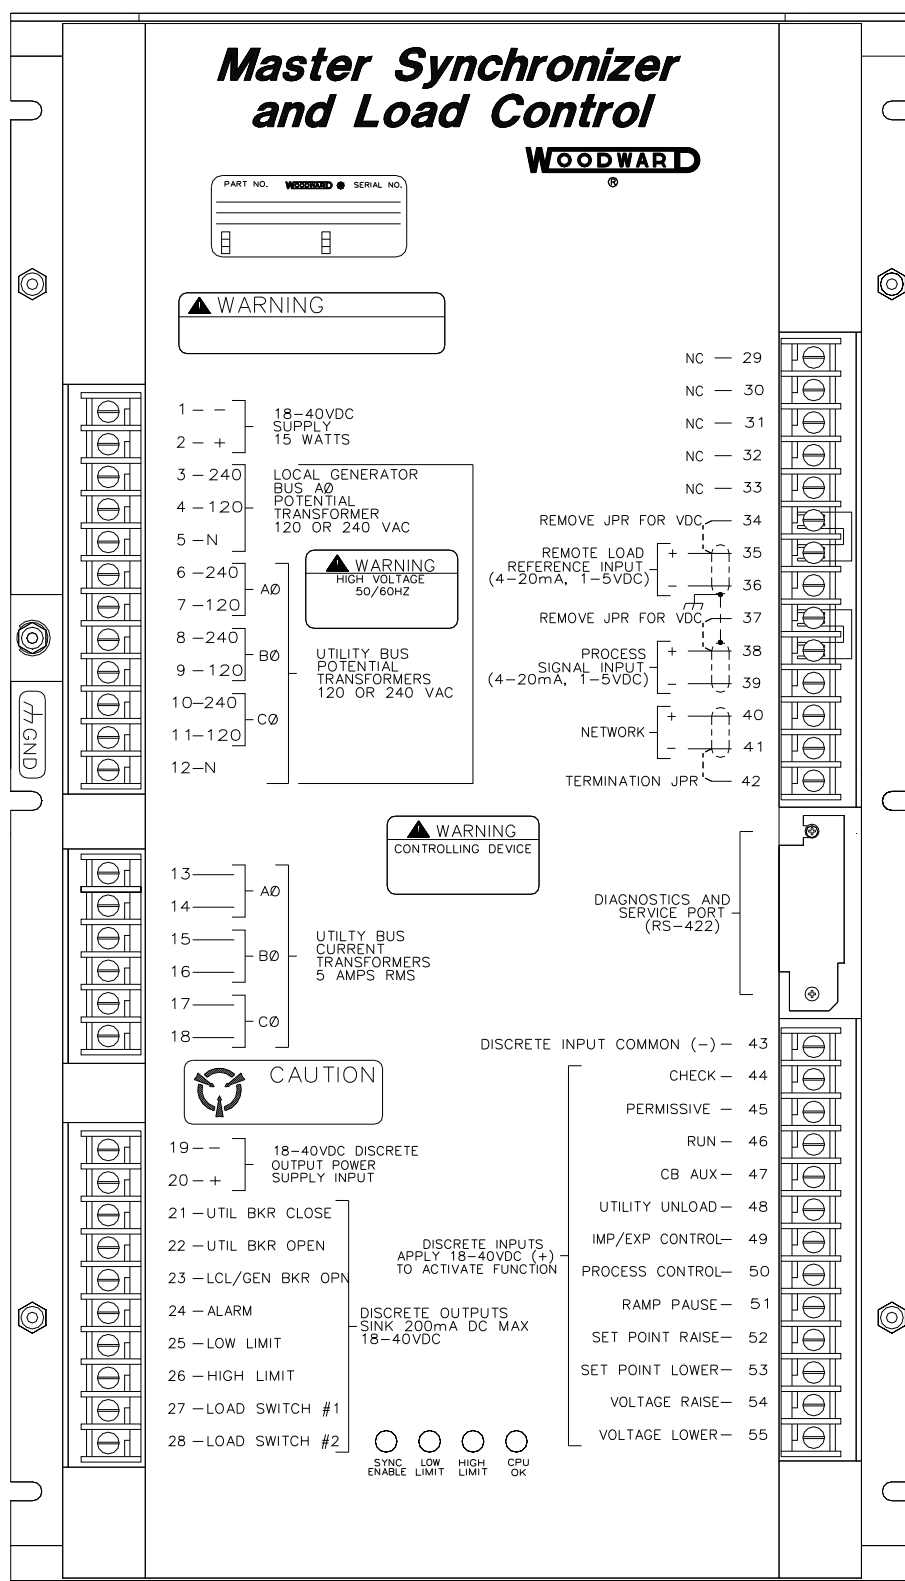 Master Synchronizer
and Load Control
WOODWARD
®
PART NO. WOODWARD SERIAL NO.
WARNING
1 – –
2 – +
18–40VDC
SUPPLY
15 WATTS
3 –240
4 –120
5 –N
LOCAL GENERATOR
BUS AØ
POTENTIAL
TRANSFORMER
120 OR 240 VAC
WARNING
HIGH VOLTAGE
50/60HZ
6 –240
7 –120
AØ
8 –240
9 –120
BØ
10–240
11–120
CØ
12–N
UTILITY BUS
POTENTIAL
TRANSFORMERS
120 OR 240 VAC
GND
WARNING
CONTROLLING DEVICE
13
14
AØ
15
16
BØ
17
18
CØ
UTILTY BUS
CURRENT
TRANSFORMERS
5 AMPS RMS
CAUTION
19– –
20– +
18–40VDC DISCRETE
OUTPUT POWER
SUPPLY INPUT
21 –UTIL BKR CLOSE
22 –UTIL BKR OPEN
23 –LCL/GEN BKR OPN
24 –ALARM
25 –LOW LIMIT
26 –HIGH LIMIT
27 –LOAD SWITCH #1
28 –LOAD SWITCH #2
DISCRETE OUTPUTS
SINK 200mA DC MAX
18–40VDC
SYNC
ENABLE
LOW
LIMIT
HIGH
LIMIT
CPU
OK
NC – 29
NC – 30
NC – 31
NC – 32
NC – 33
REMOVE JPR FOR VDC 34
REMOTE LOAD
REFERENCE INPUT
(4–20mA, 1–5VDC)
+ 35
– 36
REMOVE JPR FOR VDC 37
PROCESS
SIGNAL INPUT
(4–20mA, 1–5VDC)
+ 38
– 39
NETWORK
+ 40
– 41
TERMINATION JPR 42
DIAGNOSTICS AND
SERVICE PORT
(RS–422)
DISCRETE INPUT COMMON (–)– 43
CHECK– 44
PERMISSIVE – 45
RUN – 46
CB AUX– 47
UTILITY UNLOAD– 48
IMP/EXP CONTROL– 49
PROCESS CONTROL– 50
RAMP PAUSE– 51
SET POINT RAISE– 52
SET POINT LOWER– 53
VOLTAGE RAISE– 54
VOLTAGE LOWER– 55
DISCRETE INPUTS
APPLY 18–40VDC (+)
TO ACTIVATE FUNCTION